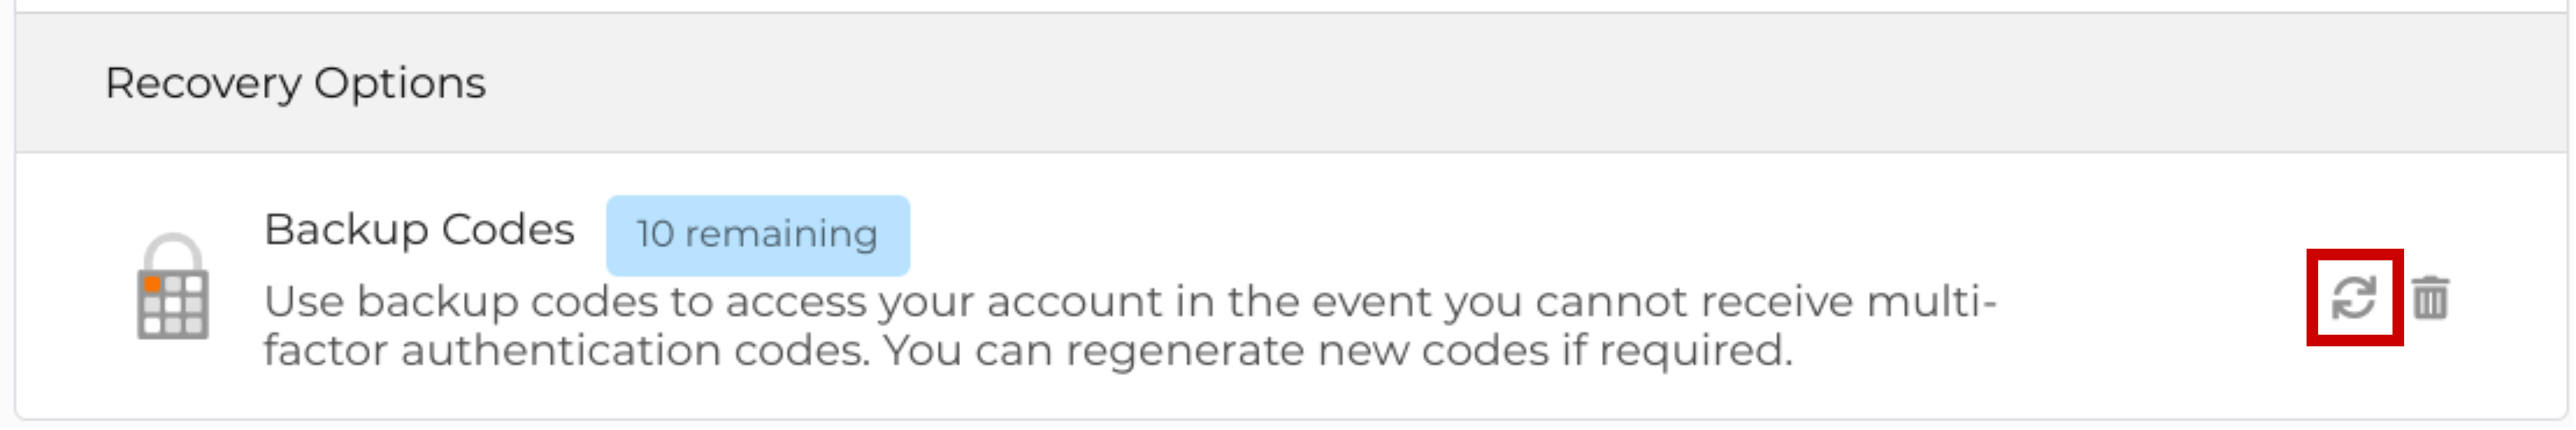 Recovery Options
Backup Codes 10 remaining
Use backup codes to access your account in the event you cannot receive multi-
factor authentication codes. You can regenerate new codes if required.